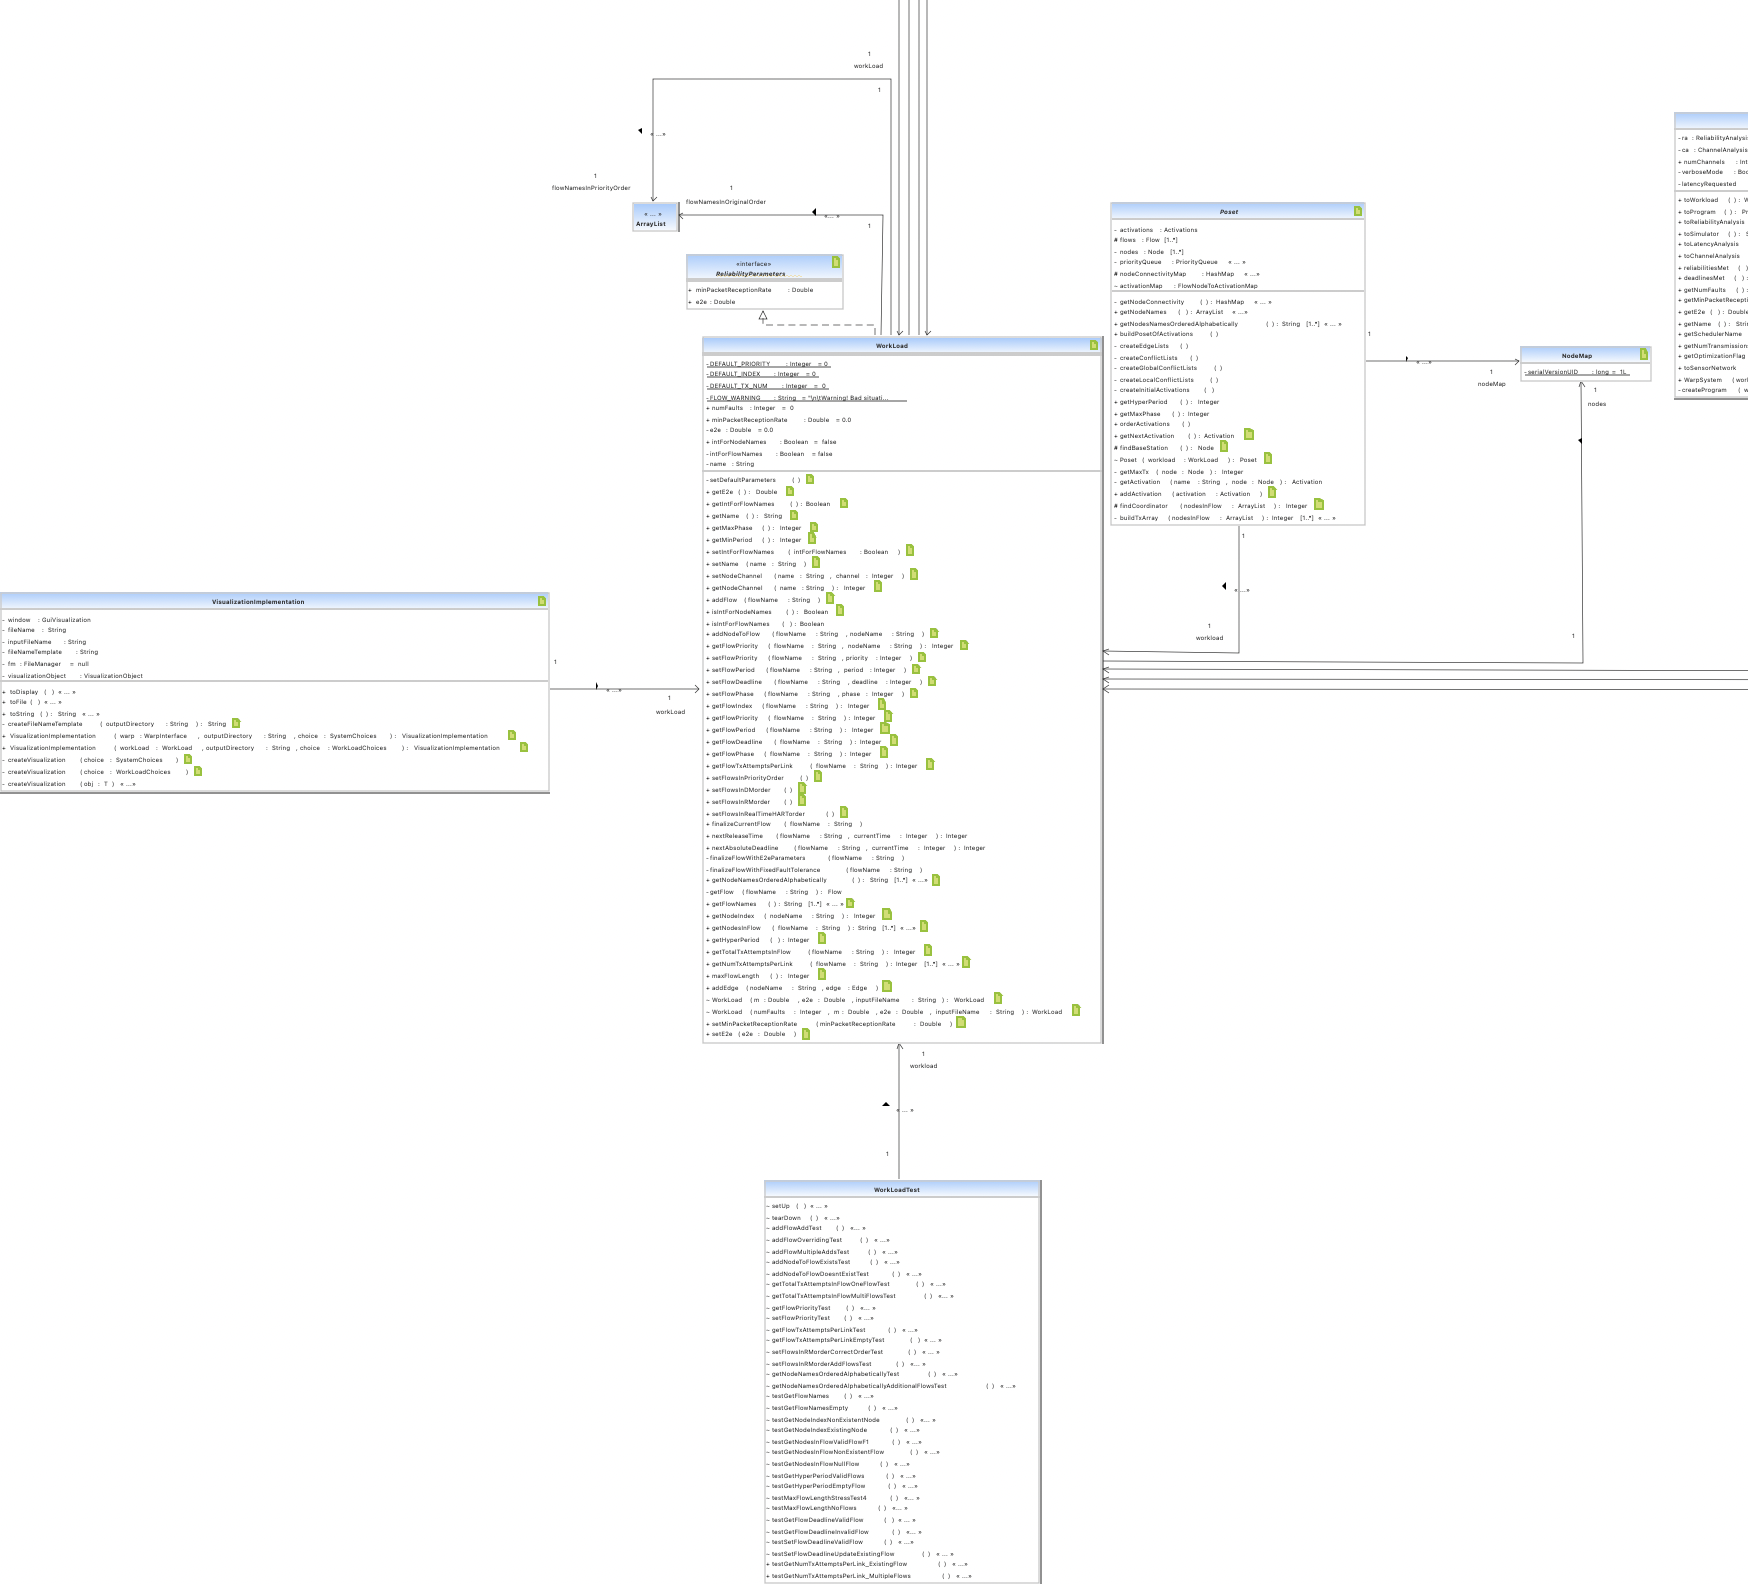 1
workLoad
1
« ...»
1
flowNamesInPriorityOrder
1
flowNamesInOriginalOrder
« ... »
ArrayList
« ... »
1
«interface»
ReliabilityParameters
+ minPacketReceptionRate : Double
+ e2e : Double
WorkLoad
- DEFAULT_PRIORITY : Integer = 0
- DEFAULT_INDEX : Integer = 0
- DEFAULT_TX_NUM : Integer = 0
- FLOW_WARNING : String = "\n\tWarning! Bad situati...
+ numFaults : Integer = 0
+ minPacketReceptionRate : Double = 0.0
- e2e : Double = 0.0
+ intForNodeNames : Boolean = false
- intForFlowNames : Boolean = false
- name : String
- setDefaultParameters ( )
+ getE2e ( ) : Double
+ getIntForFlowNames ( ) : Boolean
+ getName ( ) : String
+ getMaxPhase ( ) : Integer
+ getMinPeriod ( ) : Integer
+ setIntForFlowNames ( intForFlowNames : Boolean )
+ setName ( name : String )
+ setNodeChannel ( name : String , channel : Integer )
+ getNodeChannel ( name : String ) : Integer
+ addFlow ( flowName : String )
+ isIntForNodeNames ( ) : Boolean
+ isIntForFlowNames ( ) : Boolean
+ addNodeToFlow ( flowName : String , nodeName : String )
+ getFlowPriority ( flowName : String , nodeName : String ) : Integer
+ setFlowPriority ( flowName : String , priority : Integer )
+ setFlowPeriod ( flowName : String , period : Integer )
+ setFlowDeadline ( flowName : String , deadline : Integer )
+ setFlowPhase ( flowName : String , phase : Integer )
+ getFlowIndex ( flowName : String ) : Integer
+ getFlowPriority ( flowName : String ) : Integer
+ getFlowPeriod ( flowName : String ) : Integer
+ getFlowDeadline ( flowName : String ) : Integer
+ getFlowPhase ( flowName : String ) : Integer
+ getFlowTxAttemptsPerLink ( flowName : String ) : Integer
+ setFlowsInPriorityOrder ( )
+ setFlowsInDMorder ( )
+ setFlowsInRMorder ( )
+ setFlowsInRealTimeHARTorder ( )
+ finalizeCurrentFlow ( flowName : String )
+ nextReleaseTime ( flowName : String , currentTime : Integer ) : Integer
+ nextAbsoluteDeadline ( flowName : String , currentTime : Integer ) : Integer
- finalizeFlowWithE2eParameters ( flowName : String )
- finalizeFlowWithFixedFaultTolerance ( flowName : String )
+ getNodeNamesOrderedAlphabetically ( ) : String [1..*] « ...»
- getFlow ( flowName : String ) : Flow
+ getFlowNames ( ) : String [1..*] « ... »
+ getNodeIndex ( nodeName : String ) : Integer
+ getNodesInFlow ( flowName : String ) : String [1..*] « ...»
+ getHyperPeriod ( ) : Integer
+ getTotalTxAttemptsInFlow ( flowName : String ) : Integer
+ getNumTxAttemptsPerLink ( flowName : String ) : Integer [1..*] « ... »
+ maxFlowLength ( ) : Integer
+ addEdge ( nodeName : String , edge : Edge )
~ WorkLoad ( m : Double , e2e : Double , inputFileName : String ) : WorkLoad
~ WorkLoad ( numFaults : Integer , m : Double , e2e : Double , inputFileName : String ) : WorkLoad
+ setMinPacketReceptionRate ( minPacketReceptionRate : Double )
+ setE2e ( e2e : Double )
Poset
- activations : Activations
# flows : Flow [1..*]
- nodes : Node [1..*]
- priorityQueue : PriorityQueue « ... »
# nodeConnectivityMap : HashMap « ...»
~ activationMap : FlowNodeToActivationMap
- getNodeConnectivity ( ) : HashMap « ... »
+ getNodeNames ( ) : ArrayList « ...»
+ getNodesNamesOrderedAlphabetically ( ) : String [1..*] « ... »
+ buildPosetOfActivations ( )
- createEdgeLists ( )
- createConflictLists ( )
- createGlobalConflictLists ( )
- createLocalConflictLists ( )
- createInitialActivations ( )
+ getHyperPeriod ( ) : Integer
+ getMaxPhase ( ) : Integer
+ orderActivations ( )
+ getNextActivation ( ) : Activation
# findBaseStation ( ) : Node
~ Poset ( workload : WorkLoad ) : Poset
- getMaxTx ( node : Node ) : Integer
- getActivation ( name : String , node : Node ) : Activation
+ addActivation ( activation : Activation )
# findCoordinator ( nodesInFlow : ArrayList ) : Integer
- buildTxArray ( nodesInFlow : ArrayList ) : Integer [1..*] « ... »
1
« ...»
1
nodeMap
NodeMap
- serialVersionUID : long = 1L
1
nodes
1
1
« ...»
1
workload
- ra : ReliabilityAnalysis
- ca : ChannelAnalysis
+ numChannels : Int
- verboseMode : Boo
- latencyRequested
+ toWorkload ( ) : W
+ toProgram ( ) : Pr
+ toReliabilityAnalysis
+ toSimulator ( ) : S
+ toLatencyAnalysis
+ toChannelAnalysis
+ reliabilitiesMet ( )
+ deadlinesMet ( ) :
+ getNumFaults ( ) :
+ getMinPacketRecepti
+ getE2e ( ) : Double
+ getName ( ) : Strin
+ getSchedulerName
+ getNumTransmission
+ getOptimizationFlag
+ toSensorNetwork
~ WarpSystem ( work
- createProgram ( w
VisualizationImplementation
- window : GuiVisualization
- fileName : String
- inputFileName : String
- fileNameTemplate : String
- fm : FileManager = null
- visualizationObject : VisualizationObject
+ toDisplay ( ) « ... »
+ toFile ( ) « ... »
+ toString ( ) : String « ... »
- createFileNameTemplate ( outputDirectory : String ) : String
+ VisualizationImplementation ( warp : WarpInterface , outputDirectory : String , choice : SystemChoices ) : VisualizationImplementation
+ VisualizationImplementation ( workLoad : WorkLoad , outputDirectory : String , choice : WorkLoadChoices ) : VisualizationImplementation
- createVisualization ( choice : SystemChoices )
- createVisualization ( choice : WorkLoadChoices )
- createVisualization ( obj : T ) « ...»
1
« ...»
1
workLoad
1
workload
« ... »
1
WorkLoadTest
~ setUp ( ) « ... »
~ tearDown ( ) « ...»
~ addFlowAddTest ( ) «... »
~ addFlowOverridingTest ( ) « ...»
~ addFlowMultipleAddsTest ( ) « ...»
~ addNodeToFlowExistsTest ( ) « ...»
~ addNodeToFlowDoesntExistTest ( ) « ...»
~ getTotalTxAttemptsInFlowOneFlowTest ( ) « ...»
~ getTotalTxAttemptsInFlowMultiFlowsTest ( ) « ... »
~ getFlowPriorityTest ( ) «... »
~ setFlowPriorityTest ( ) « ...»
~ getFlowTxAttemptsPerLinkTest ( ) « ...»
~ getFlowTxAttemptsPerLinkEmptyTest ( ) « ... »
~ setFlowsInRMorderCorrectOrderTest ( ) « ...»
~ setFlowsInRMorderAddFlowsTest ( ) « ...»
~ getNodeNamesOrderedAlphabeticallyTest ( ) « ...»
~ getNodeNamesOrderedAlphabeticallyAdditionalFlowsTest ( ) « ...»
~ testGetFlowNames ( ) « ...»
~ testGetFlowNamesEmpty ( ) « ...»
~ testGetNodeIndexNonExistentNode ( ) « ...»
~ testGetNodeIndexExistingNode ( ) « ...»
~ testGetNodesInFlowValidFlowF1 ( ) « ...»
~ testGetNodesInFlowNonExistentFlow ( ) « ...»
~ testGetNodesInFlowNullFlow ( ) « ...»
~ testGetHyperPeriodValidFlows ( ) « ...»
~ testGetHyperPeriodEmptyFlow ( ) « ...»
~ testMaxFlowLengthStressTest4 ( ) « ...»
~ testMaxFlowLengthNoFlows ( ) « ... »
~ testGetFlowDeadlineValidFlow ( ) « ... »
~ testGetFlowDeadlineInvalidFlow ( ) « ...»
~ testSetFlowDeadlineValidFlow ( ) « ...»
~ testSetFlowDeadlineUpdateExistingFlow ( ) « ... »
+ testGetNumTxAttemptsPerLink_ExistingFlow ( ) « ...»
+ testGetNumTxAttemptsPerLink_MultipleFlows ( ) « ...»